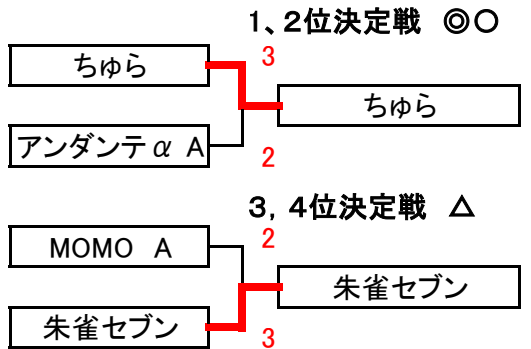 1、2位決定戦　◎○
3
ちゅら
ちゅら
アンダンテα A
2
3，4位決定戦　△
2
MOMO　A
朱雀セブン
朱雀セブン
3